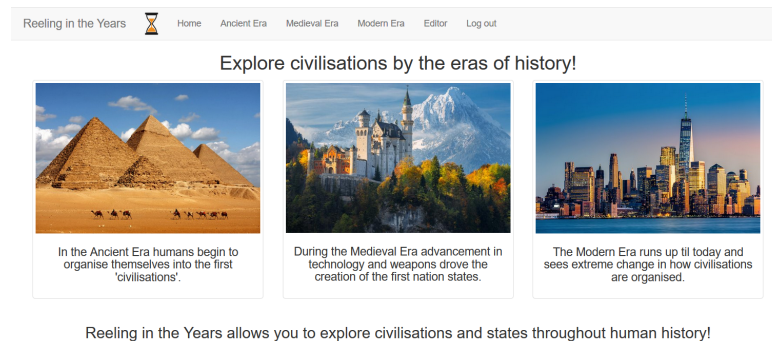 Reeling in the Years Home Ancient Era Medieval Era Modern Era Editor Log out
Explore civilisations by the eras of history!
In the Ancient Era humans begin to
organise themselves into the first
'civilisations'.
During the Medieval Era advancement in
technology and weapons drove the
creation of the first nation states.
The Modern Era runs up til today and
sees extreme change in how civilisations
are organised.
Reeling in the Years allows you to explore civilisations and states throughout human history!